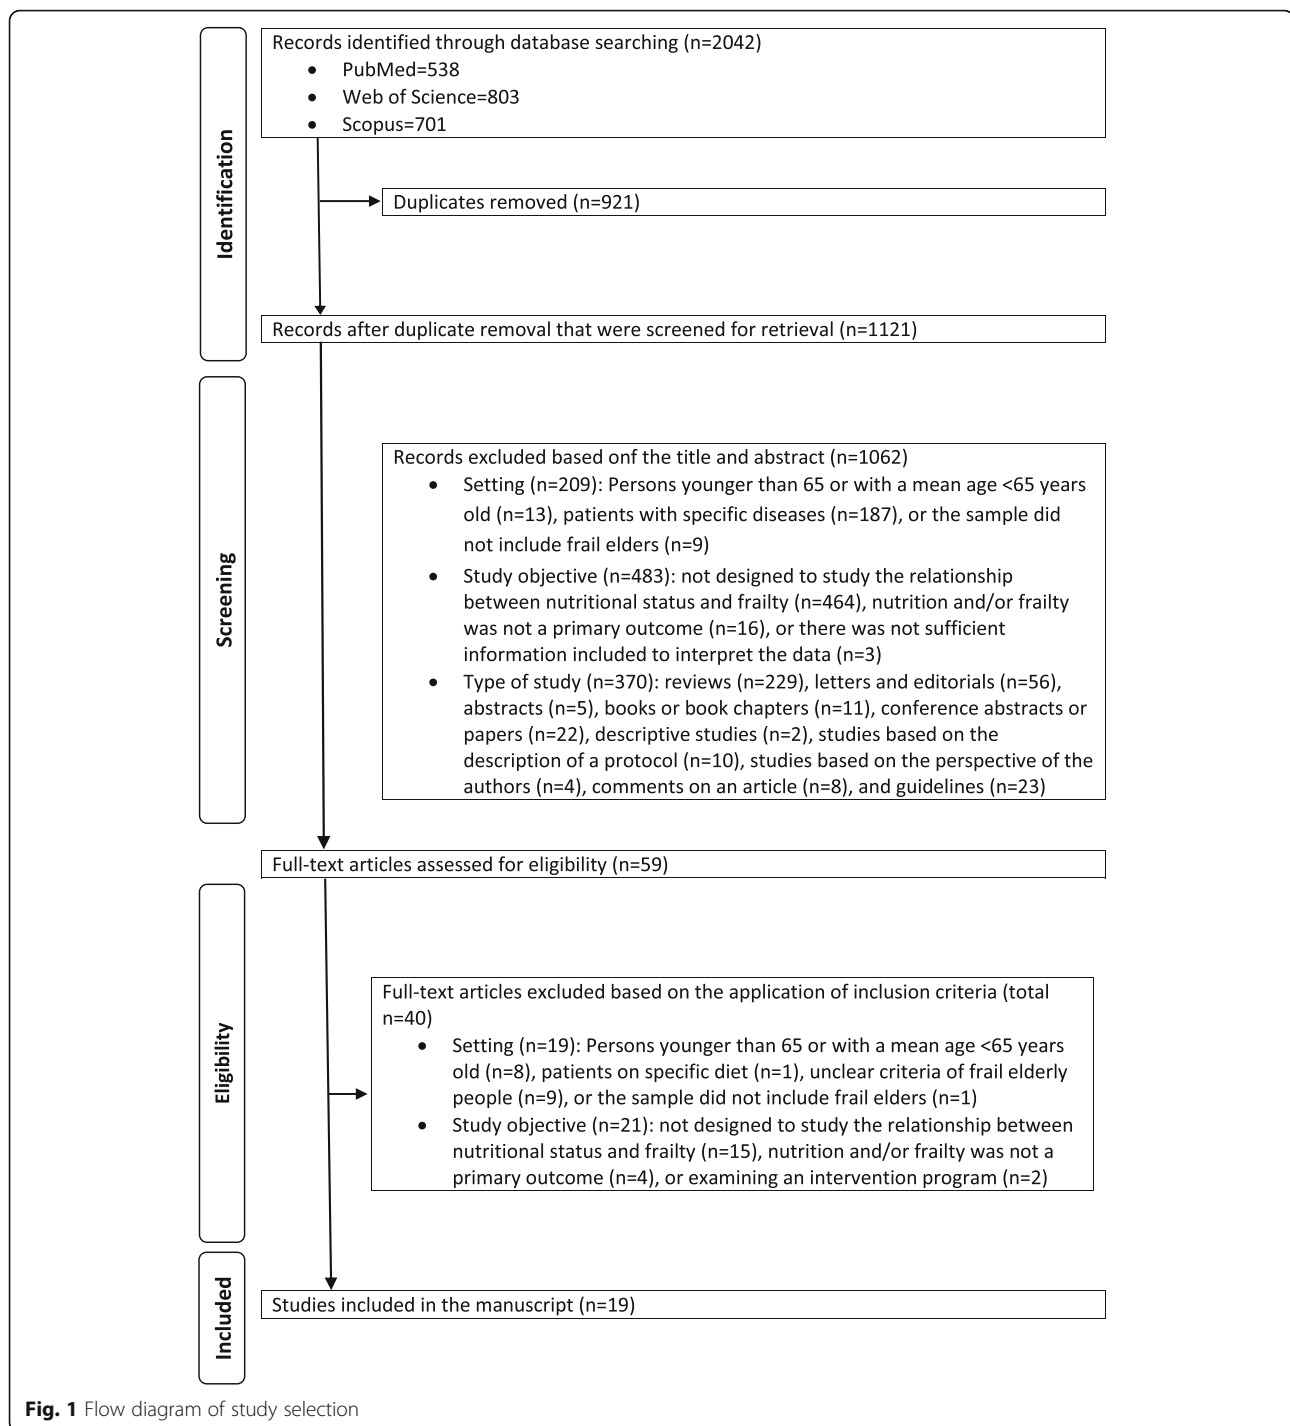 Identification
Records identified through database searching (n=2042)
• PubMed=538
• Web of Science=803
• Scopus=701
Duplicates removed (n=921)
Records after duplicate removal that were screened for retrieval (n=1121)
Screening
Records excluded based onf the title and abstract (n=1062)
• Setting (n=209): Persons younger than 65 or with a mean age <65 years
old (n=13), patients with specific diseases (n=187), or the sample did
not include frail elders (n=9)
• Study objective (n=483): not designed to study the relationship
between nutritional status and frailty (n=464), nutrition and/or frailty
was not a primary outcome (n=16), or there was not sufficient
information included to interpret the data (n=3)
• Type of study (n=370): reviews (n=229), letters and editorials (n=56),
abstracts (n=5), books or book chapters (n=11), conference abstracts or
papers (n=22), descriptive studies (n=2), studies based on the
description of a protocol (n=10), studies based on the perspective of the
authors (n=4), comments on an article (n=8), and guidelines (n=23)
Full-text articles assessed for eligibility (n=59)
Eligibility
Full-text articles excluded based on the application of inclusion criteria (total
n=40)
• Setting (n=19): Persons younger than 65 or with a mean age <65 years
old (n=8), patients on specific diet (n=1), unclear criteria of frail elderly
people (n=9), or the sample did not include frail elders (n=1)
• Study objective (n=21): not designed to study the relationship between
nutritional status and frailty (n=15), nutrition and/or frailty was not a
primary outcome (n=4), or examining an intervention program (n=2)
Included
Studies included in the manuscript (n=19)
Fig. 1 Flow diagram of study selection